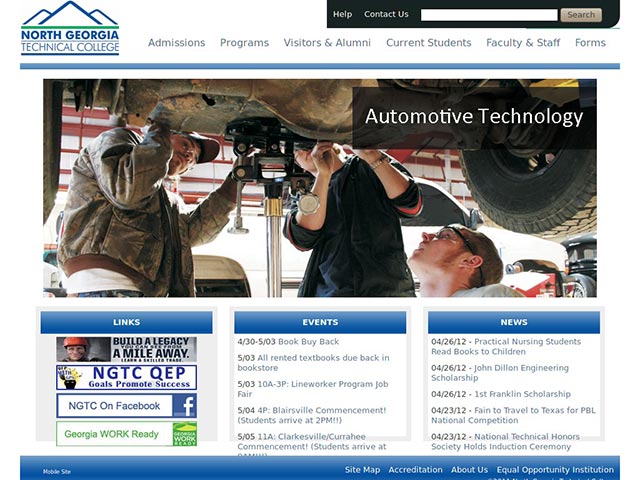 Help Contact Us Search
NORTH GEORGIA
TECHNICAL COLLEGE
Admissions Programs Visitors & Alumni Current Students Faculty & Staff Forms
Automotive Technology
LINKS
BUILD A LEGACY
YOU CAN SEE FROM
A MILE AWAY.
LEARN A SKILLED TRADE.
NGTC QEP
Goals Promote Success
NGTC On Facebook
Georgia WORK Ready
GEORGIA
WORK
READY
EVENTS
4/30-5/03 Book Buy Back
5/03 All rented textbooks due back in
bookstore
5/03 10A-3P: Lineworker Program Job
Fair
5/04 4P: Blairsville Commencement!
(Students arrive at 2PM!!)
5/05 11A: Clarkesville/Currahee
Commencement! (Students arrive at
NEWS
04/26/12 - Practical Nursing Students
Read Books to Children
04/26/12 - John Dillon Engineering
Scholarship
04/26/12 - 1st Franklin Scholarship
04/23/12 - Fair to Travel to Texas for PBL
National Competition
04/23/12 - National Technical Honors
Society Holds Induction Ceremony
Mobile Site
Site Map Accreditation About Us Equal Opportunity Institution